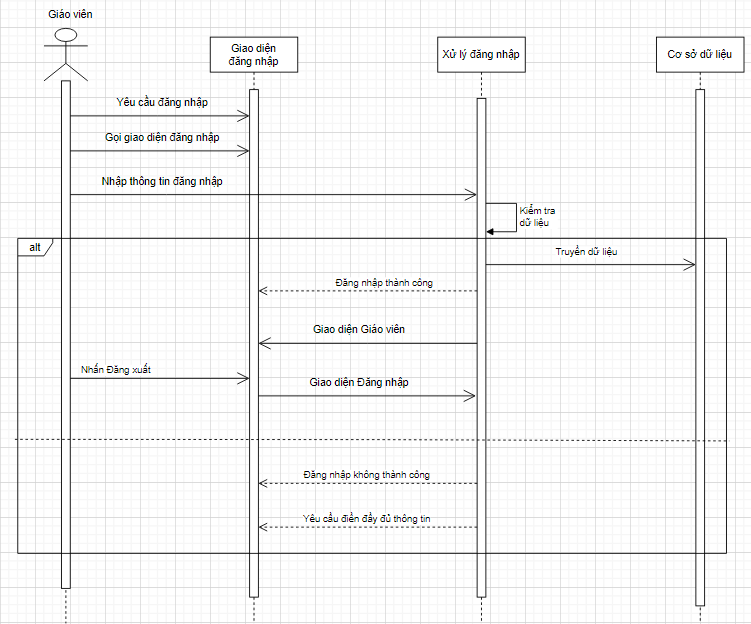 Giáo viên
Giao diện
đăng nhập
Xử lý đăng nhập
Cơ sở dữ liệu
Yêu cầu đăng nhập
Gọi giao diện đăng nhập
Nhập thông tin đăng nhập
Kiểm tra
dữ liệu
alt
Truyền dữ liệu
Đăng nhập thành công
Giao diện Giáo viên
Nhấn Đăng xuất
Giao diện Đăng nhập
Đăng nhập không thành công
Yêu cầu điền đầy đủ thông tin